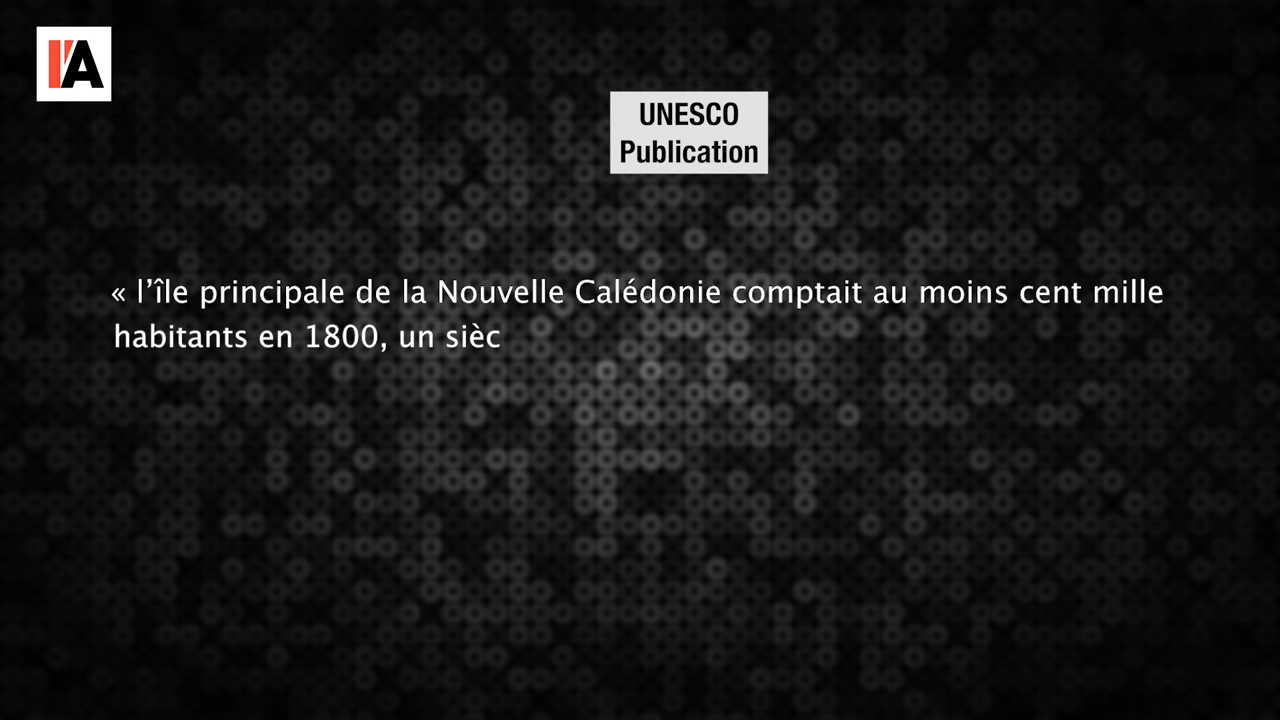 l'A
UNESCO
Publication
« l’île principale de la Nouvelle Calédonie comptait au moins cent mille
habitants en 1800, un sièc